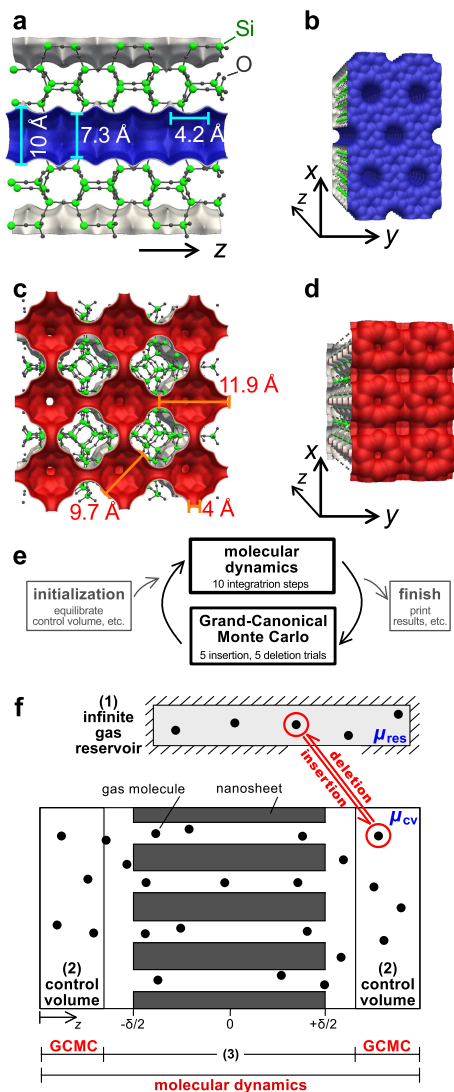 a
Si
O
10 Å
7.3 Å
4.2 Å
z
b
x
z
y
c
11.9 Å
9.7 Å
4 Å
d
x
z
y
e
molecular
dynamics
10 integratrion steps
initialization
equilibrate
control volume, etc.
finish
print
results, etc.
Grand-Canonical
Monte Carlo
5 insertion, 5 deletion trials
f
(1)
infinite
gas
reservoir
μres
deletion
insertion
gas molecule
nanosheet
μcv
(2)
control
volume
(2)
control
volume
z
-δ/2
0
+δ/2
GCMC
(3)
GCMC
molecular dynamics